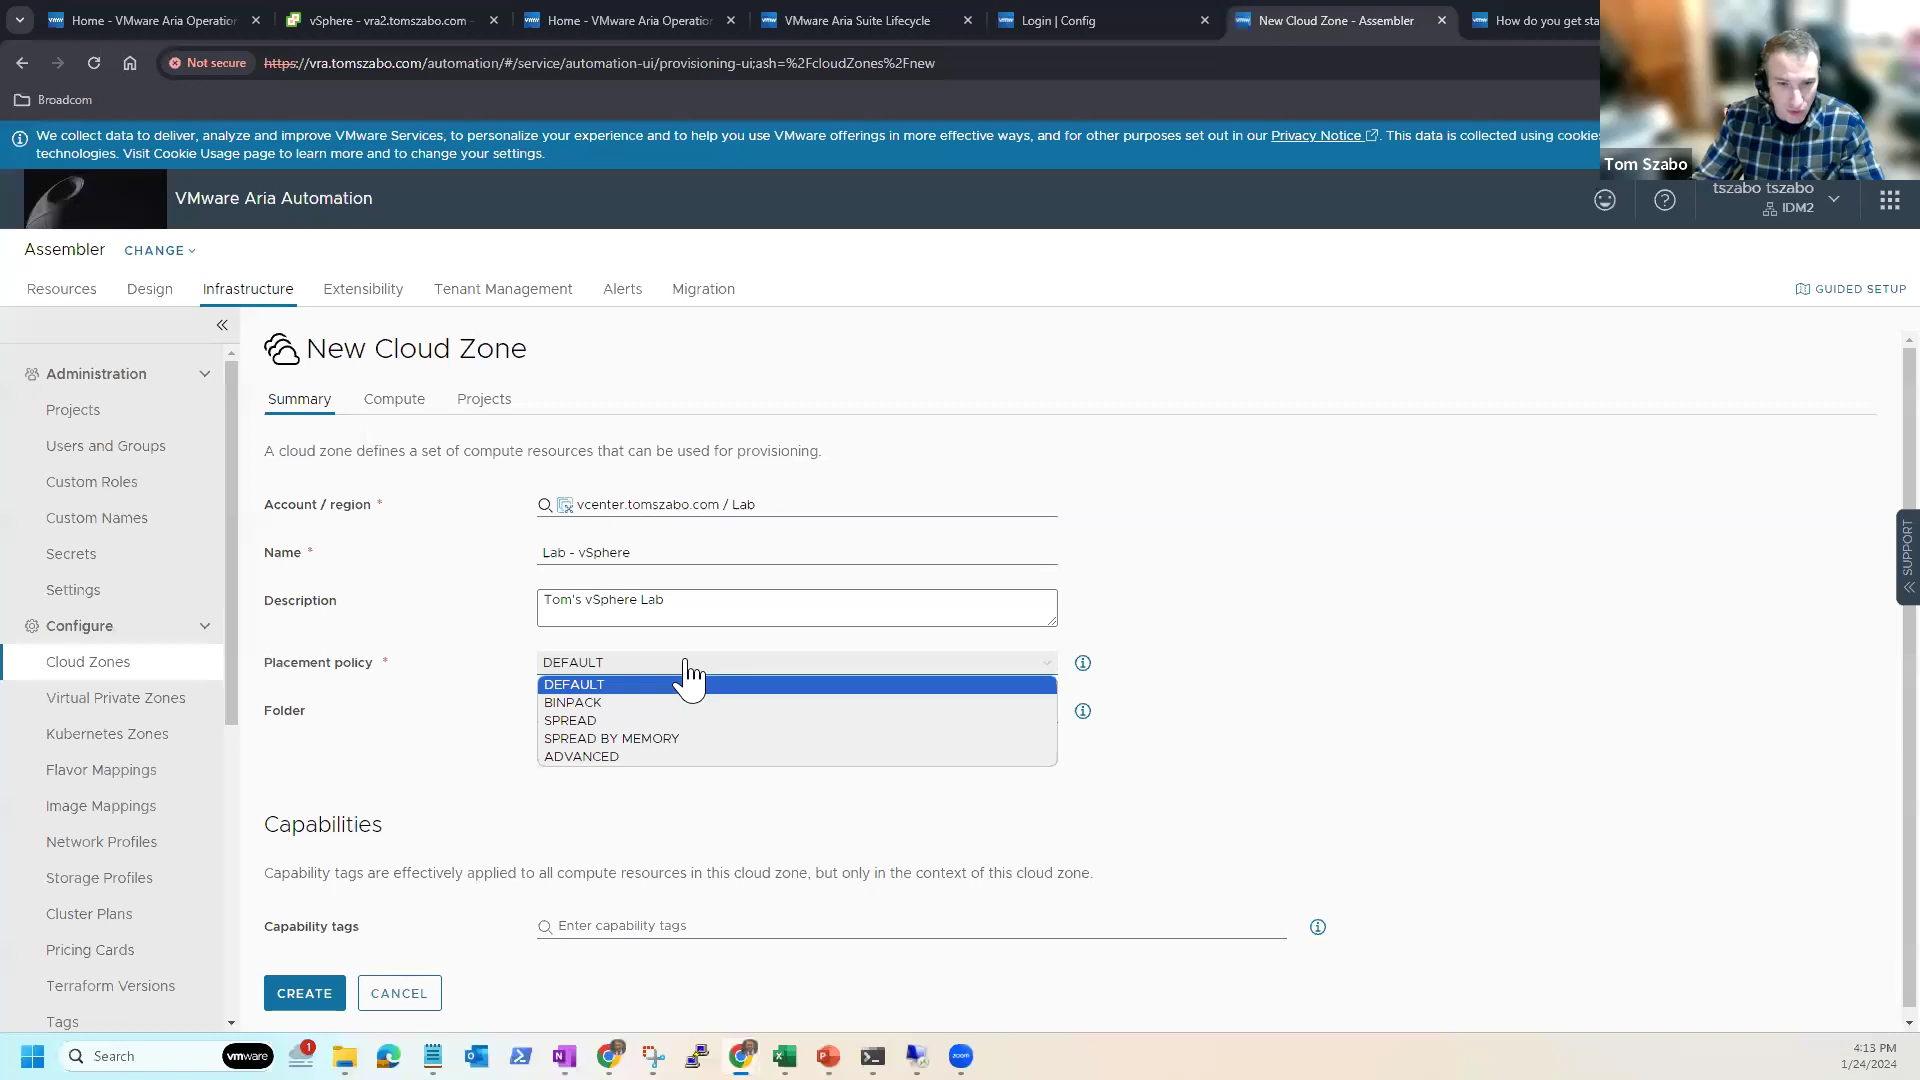 Home - VMware Aria Operation
vSphere - vra2.tomszabo.com -
Home - VMware Aria Operatio
VMware Aria Suite Lifecycle
Login | Config
New Cloud Zone - Assembler
How do you get sta
Not secure
https://vra.tomszabo.com/automation/#/service/automation-ui/provisioning-ui;ash=%2FcloudZones%2Fnew
Broadcom
We collect data to deliver, analyze and improve VMware Services, to personalize your experience and to help you use VMware offerings in more effective ways, and for other purposes set out in our Privacy Notice. This data is collected using cookie
technologies. Visit Cookie Usage page to learn more and to change your settings.
Tom Szabo
VMware Aria Automation
tszabo tszabo
IDM2
Assembler
CHANGE
Resources
Design
Infrastructure
Extensibility
Tenant Management
Alerts
Migration
GUIDED SETUP
Administration
Projects
Users and Groups
Custom Roles
Custom Names
Secrets
Settings
Configure
Cloud Zones
Virtual Private Zones
Kubernetes Zones
Flavor Mappings
Image Mappings
Network Profiles
Storage Profiles
Cluster Plans
Pricing Cards
Terraform Versions
Tags
New Cloud Zone
Summary
Compute
Projects
A cloud zone defines a set of compute resources that can be used for provisioning.
Account / region *
vcenter.tomszabo.com / Lab
Name *
Lab - vSphere
Description
Tom's vSphere Lab
Placement policy *
DEFAULT
DEFAULT
BINPACK
SPREAD
SPREAD BY MEMORY
ADVANCED
Folder
Capabilities
Capability tags are effectively applied to all compute resources in this cloud zone, but only in the context of this cloud zone.
Capability tags
Enter capability tags
CREATE
CANCEL
SUPPORT
Search
vmware
1
zoom
4:13 PM
1/24/2024